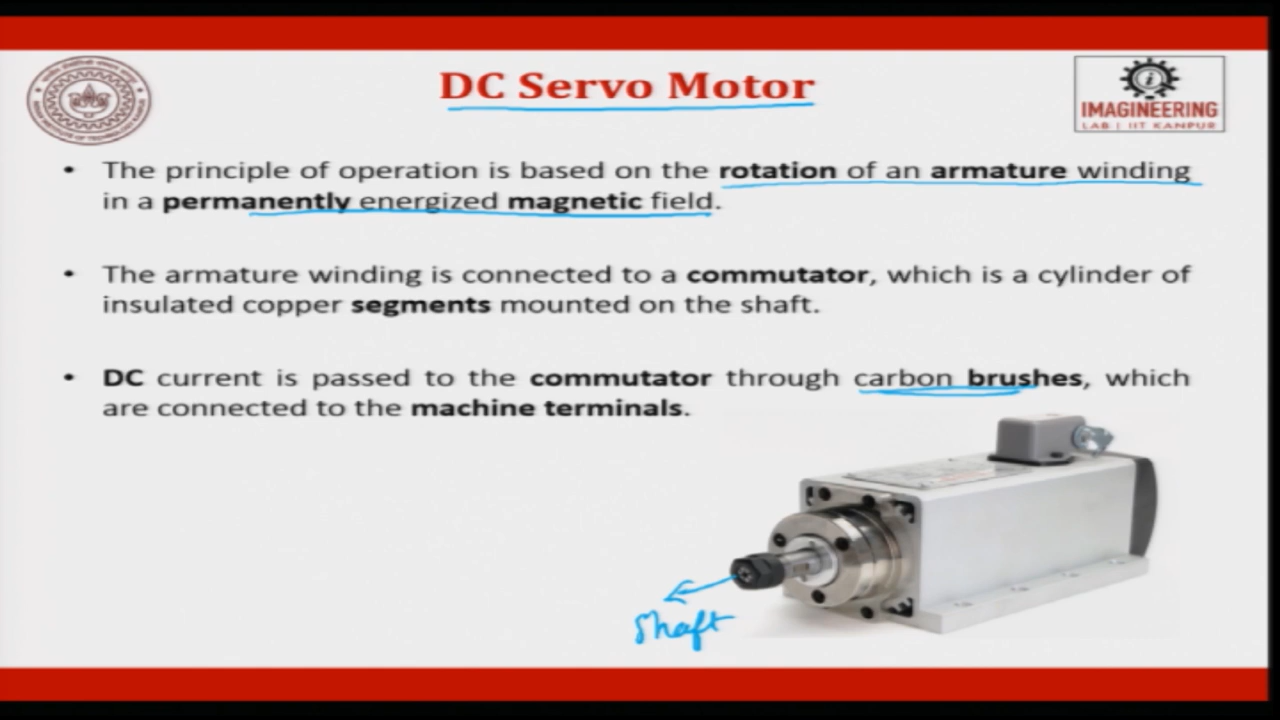 DC Servo Motor
IMAGINEERING
LAB | IIT KANPUR
• The principle of operation is based on the rotation of an armature winding
in a permanently energized magnetic field.
• The armature winding is connected to a commutator, which is a cylinder of
insulated copper segments mounted on the shaft.
• DC current is passed to the commutator through carbon brushes, which
are connected to the machine terminals.
Shaft